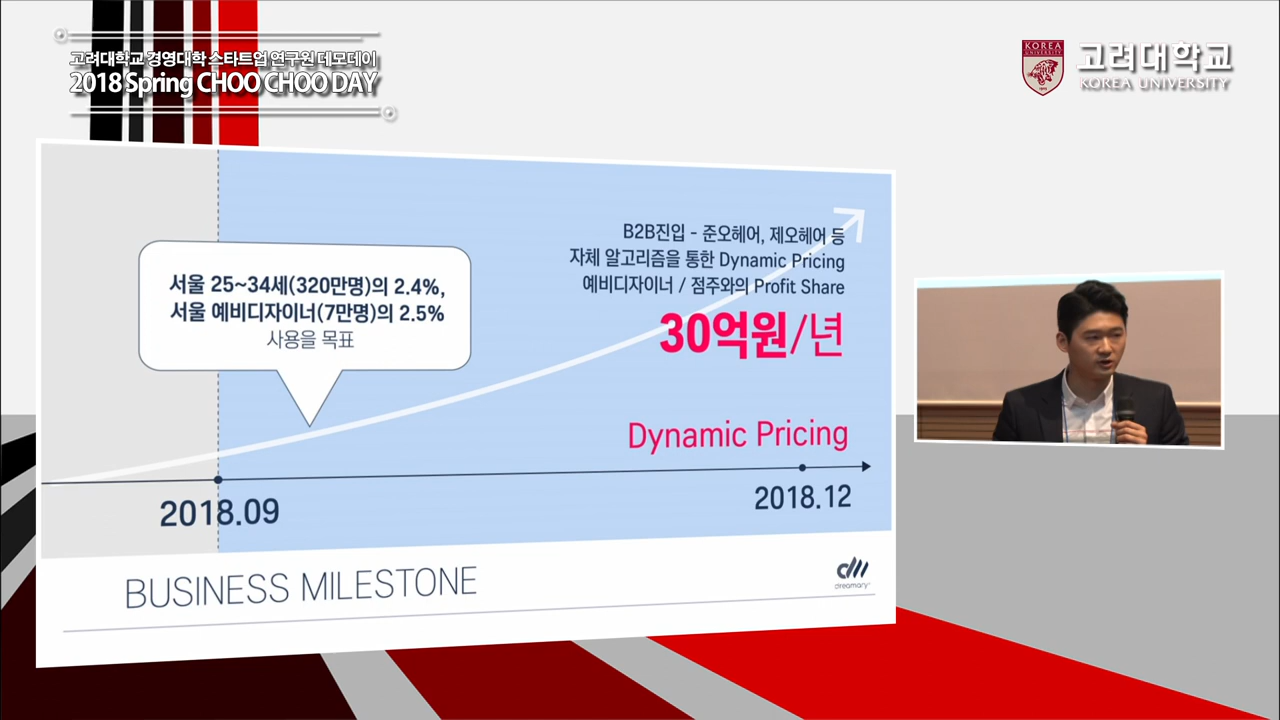 고려대학교 경영대학 스타트업 연구원 데모데이
2018 Spring CHOO CHOO DAY
KOREA
UNIVERSITY
1905
고려대학교
KOREA UNIVERSITY
B2B진입 - 준오헤어, 제오헤어 등
자체 알고리즘을 통한 Dynamic Pricing
예비디자이너 / 점주와의 Profit Share
30억원/년
서울 25~34세(320만명)의 2.4%,
서울 예비디자이너(7만명)의 2.5%
사용을 목표
Dynamic Pricing
2018.09
2018.12
BUSINESS MILESTONE
dreamary